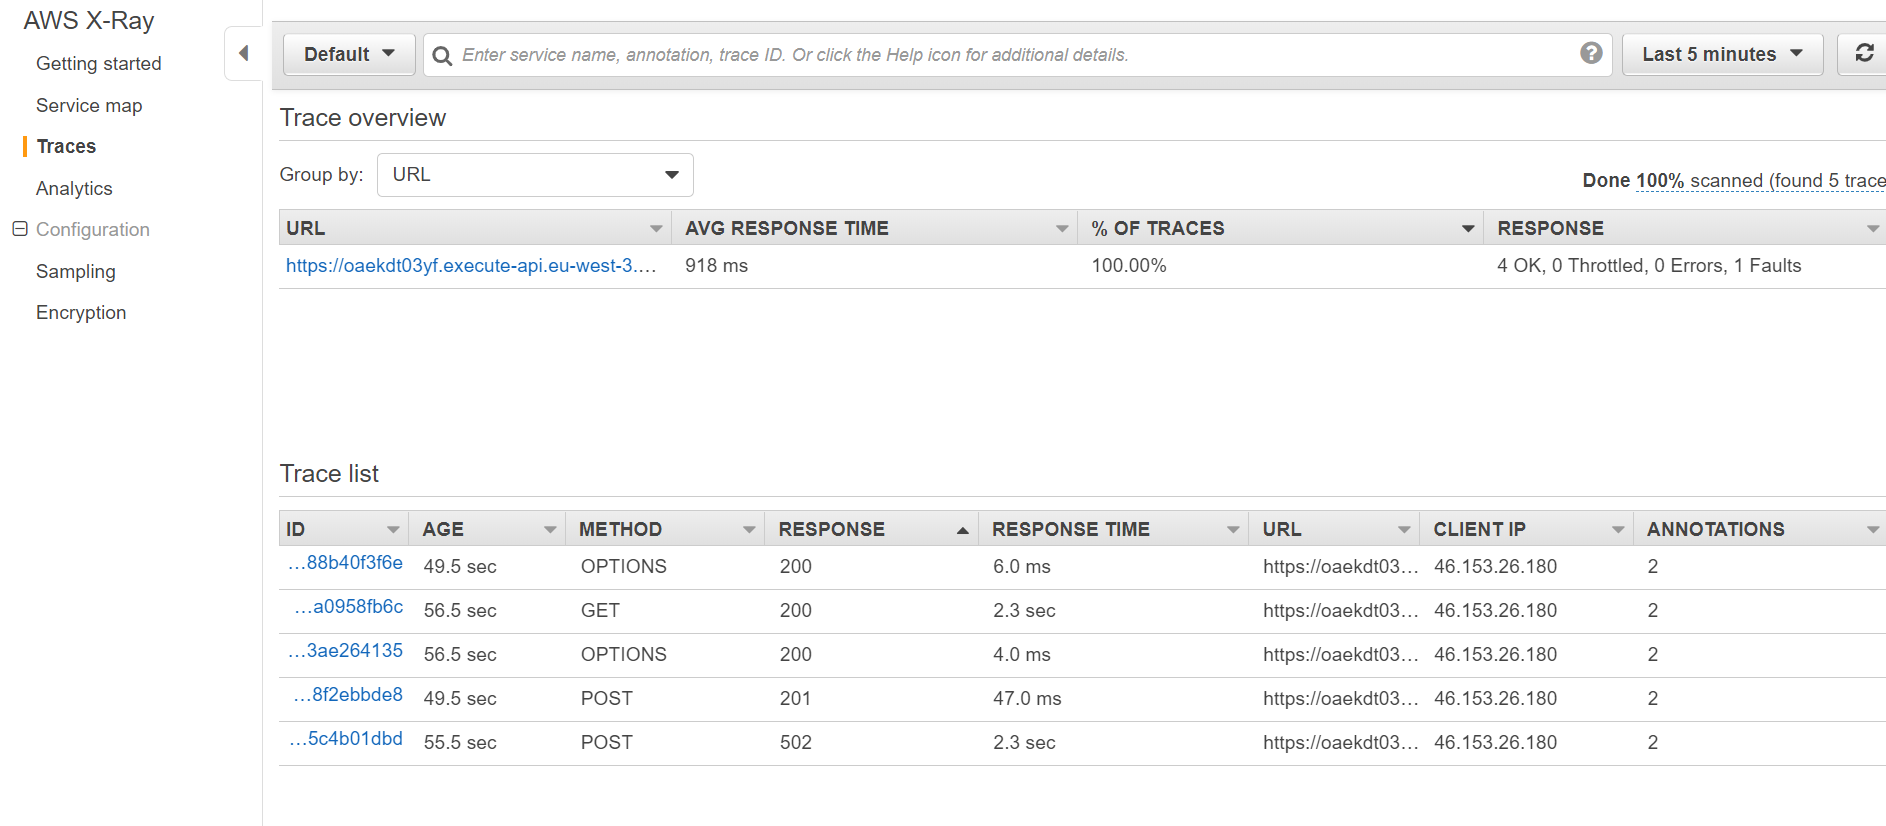 AWS X-Ray
Getting started
Service map
Traces
Analytics
Configuration
Sampling
Encryption
Default
Enter service name, annotation, trace ID. Or click the Help icon for additional details.
?
Last 5 minutes
Trace overview
Group by: URL
Done 100% scanned (found 5 trace
URL AVG RESPONSE TIME % OF TRACES RESPONSE
https://oaekdt03yf.execute-api.eu-west-3.... 918 ms 100.00% 4 OK, 0 Throttled, 0 Errors, 1 Faults
Trace list
ID AGE METHOD RESPONSE RESPONSE TIME URL CLIENT IP ANNOTATIONS
...88b40f3f6e 49.5 sec OPTIONS 200 6.0 ms https://oaekdt03... 46.153.26.180 2
...a0958fb6c 56.5 sec GET 200 2.3 sec https://oaekdt03... 46.153.26.180 2
...3ae264135 56.5 sec OPTIONS 200 4.0 ms https://oaekdt03... 46.153.26.180 2
...8f2ebbde8 49.5 sec POST 201 47.0 ms https://oaekdt03... 46.153.26.180 2
...5c4b01dbd 55.5 sec POST 502 2.3 sec https://oaekdt03... 46.153.26.180 2